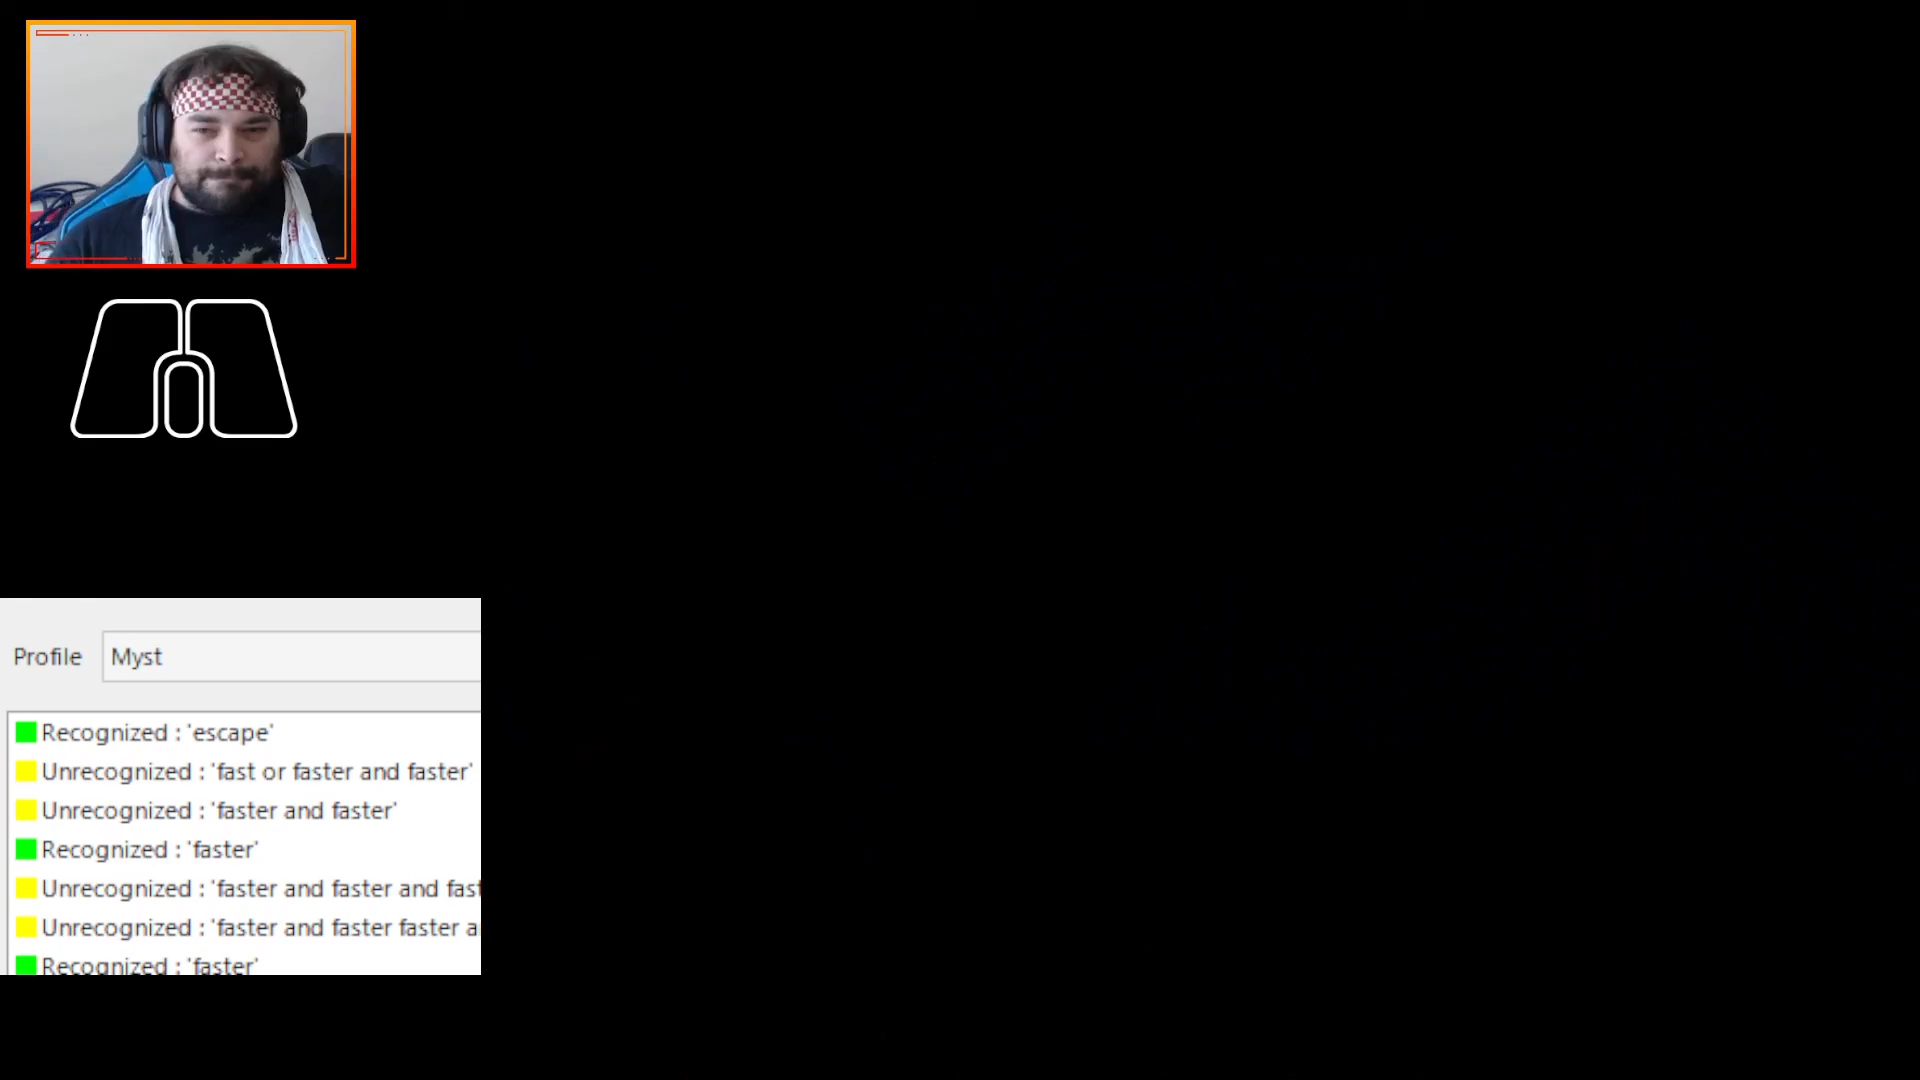 Profile Myst
Recognized : 'escape'
Unrecognized : 'fast or faster and faster'
Unrecognized : 'faster and faster'
Recognized : 'faster'
Unrecognized : 'faster and faster and fast
Unrecognized : 'faster and faster faster a
Recognized : 'faster'